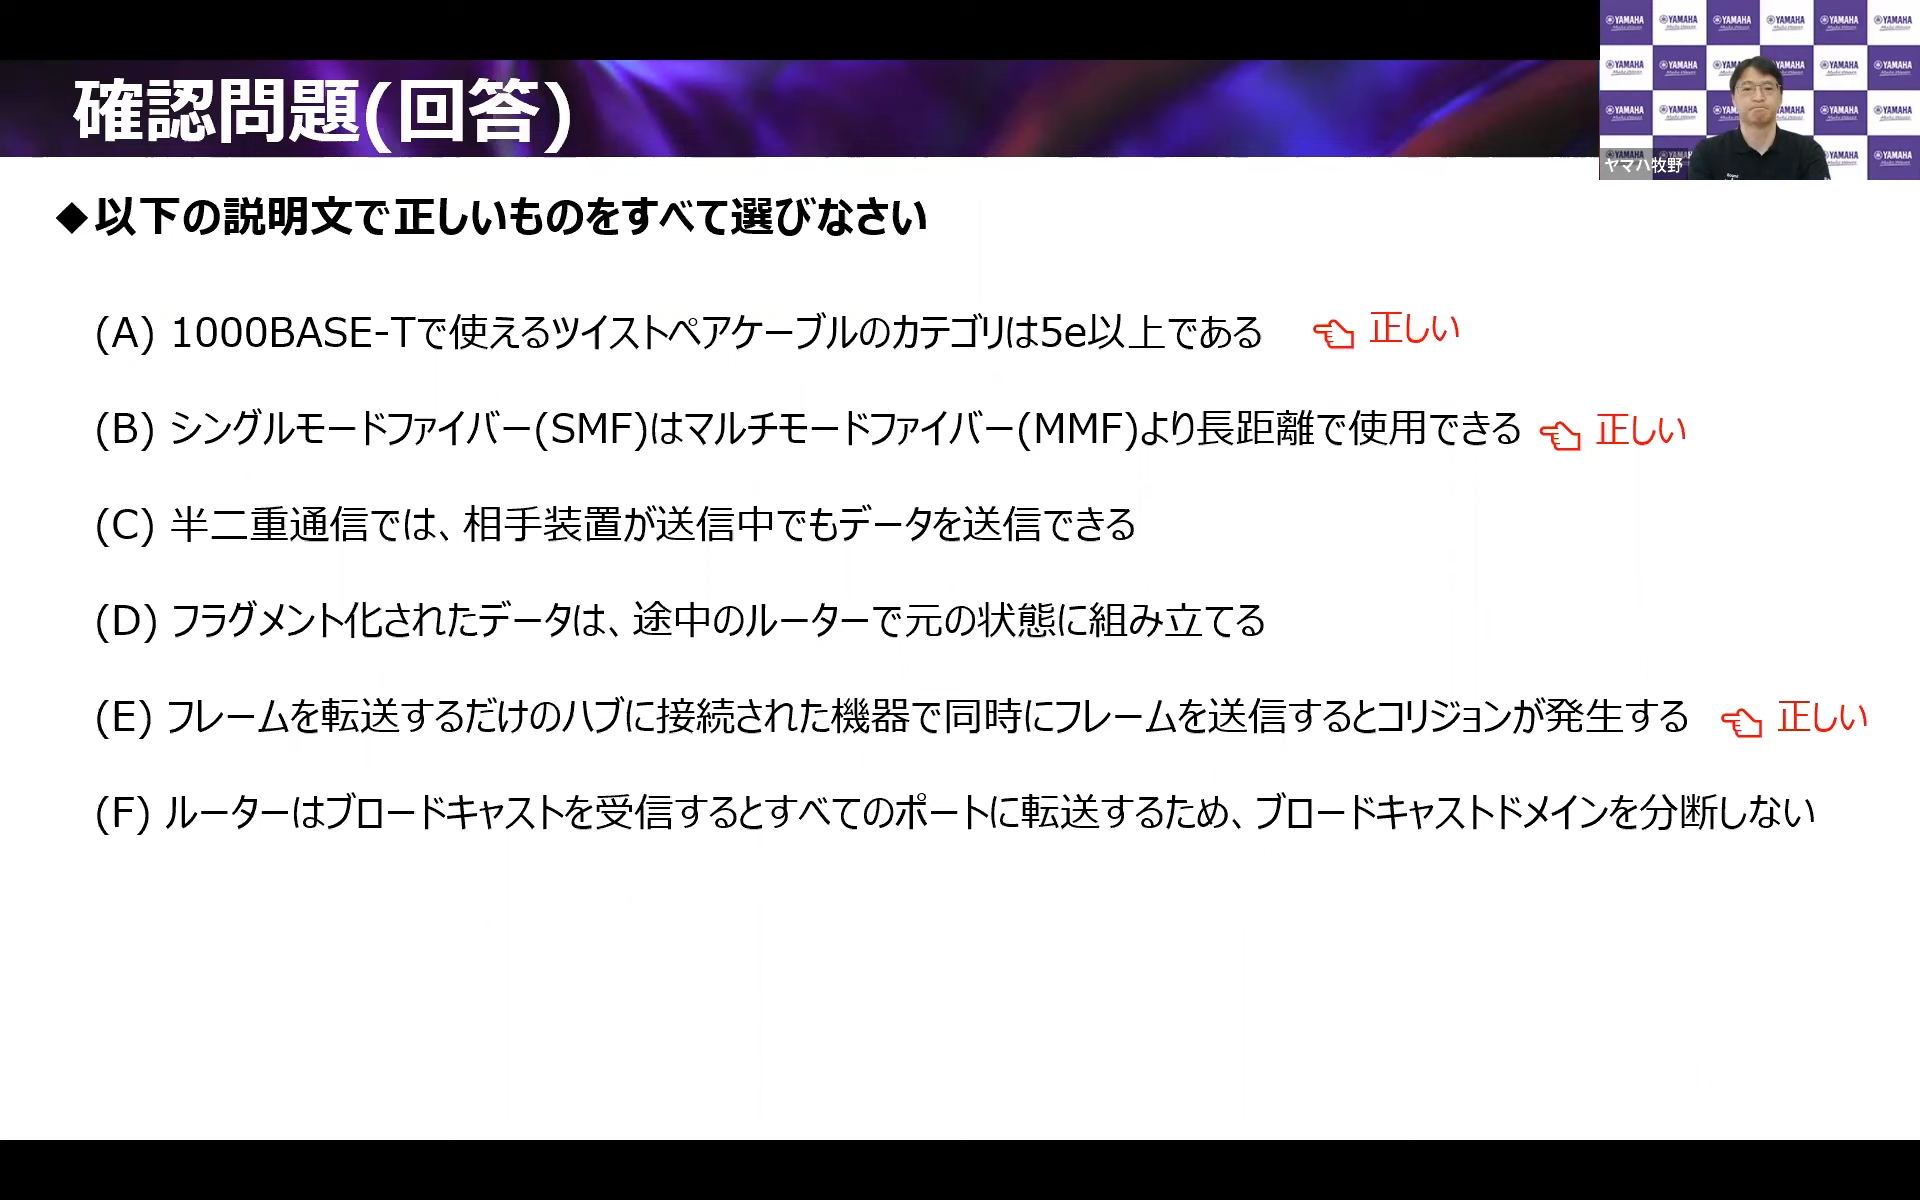 確認問題(回答)
YAMAHA YAMAHA YAMAHA YAMAHA YAMAHA YAMAHA
ヤマハ牧野
◆以下の説明文で正しいものをすべて選びなさい
(A) 1000BASE-Tで使えるツイストペアケーブルのカテゴリは5e以上である 正しい
(B) シングルモードファイバー(SMF)はマルチモードファイバー(MMF)より長距離で使用できる 正しい
(C) 半二重通信では、相手装置が送信中でもデータを送信できる
(D) フラグメント化されたデータは、途中のルーターで元の状態に組み立てる
(E) フレームを転送するだけのハブに接続された機器で同時にフレームを送信するとコリジョンが発生する 正しい
(F) ルーターはブロードキャストを受信するとすべてのポートに転送するため、ブロードキャストドメインを分断しない